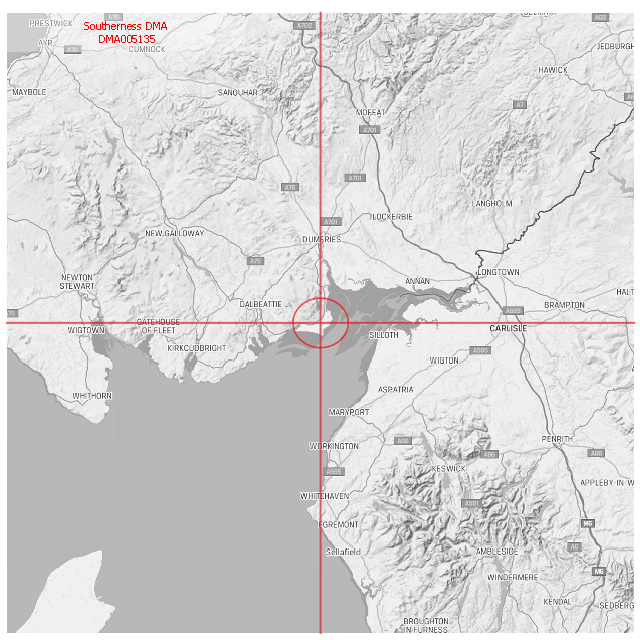 PRESTWICK
A76
Southerness DMA
DMA005135
A702
A68
AYR
A70
CUMNOCK
JEDBURGH
HAWICK
MAYBOLE
SANQUHAR
A7
MOFFAT
A701
A701
A76
LANGHOLM
LOCKERBIE
A701
NEW GALLOWAY
DUMFRIES
A75
LONGTOWN
NEWTON
STEWART
ANNAN
DALBEATTIE
BRAMPTON
A689
GATEHOUSE
OF FLEET
WIGTOWN
CARLISLE
SILLOTH
KIRKCUDBRIGHT
A595
WIGTON
WHITHORN
ASPATRIA
MARYPORT
A66
PENRITH
WORKINGTON
A66
A66
KESWICK
A595
APPLEBY-IN-W
WHITEHAVEN
A591
EGREMONT
M6
A6
Sellafield
AMBLESIDE
M6
WINDERMERE
KENDAL
SEDBERG
BROUGHTON
IN FURNESS